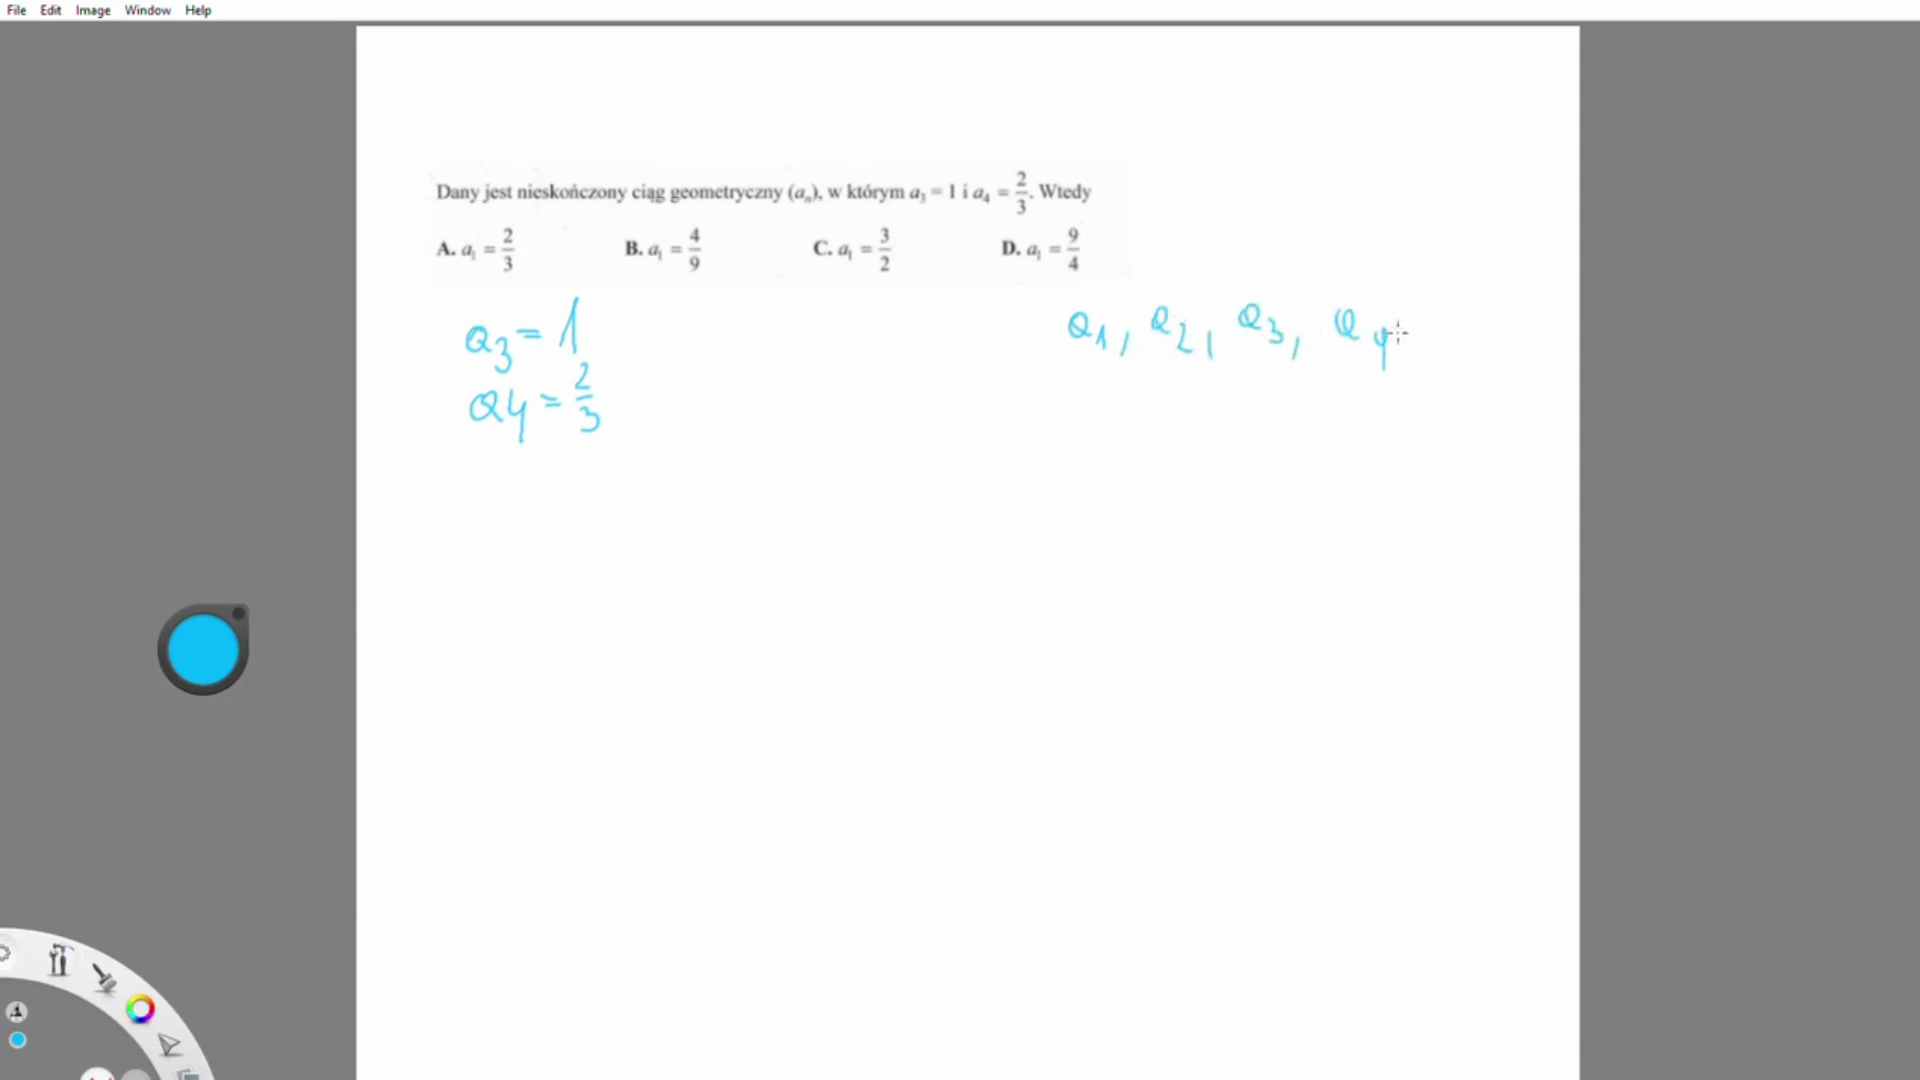 File Edit Image Window Help
Dany jest nieskończony ciąg geometryczny (aₙ), w którym a₃ = 1 i a₄ = 2/3. Wtedy
A. a₁ = 2/3 B. a₁ = 4/9 C. a₁ = 3/2 D. a₁ = 9/4
a₃ = 1 a₁, a₂, a₃, a₄
a₄ = 2/3